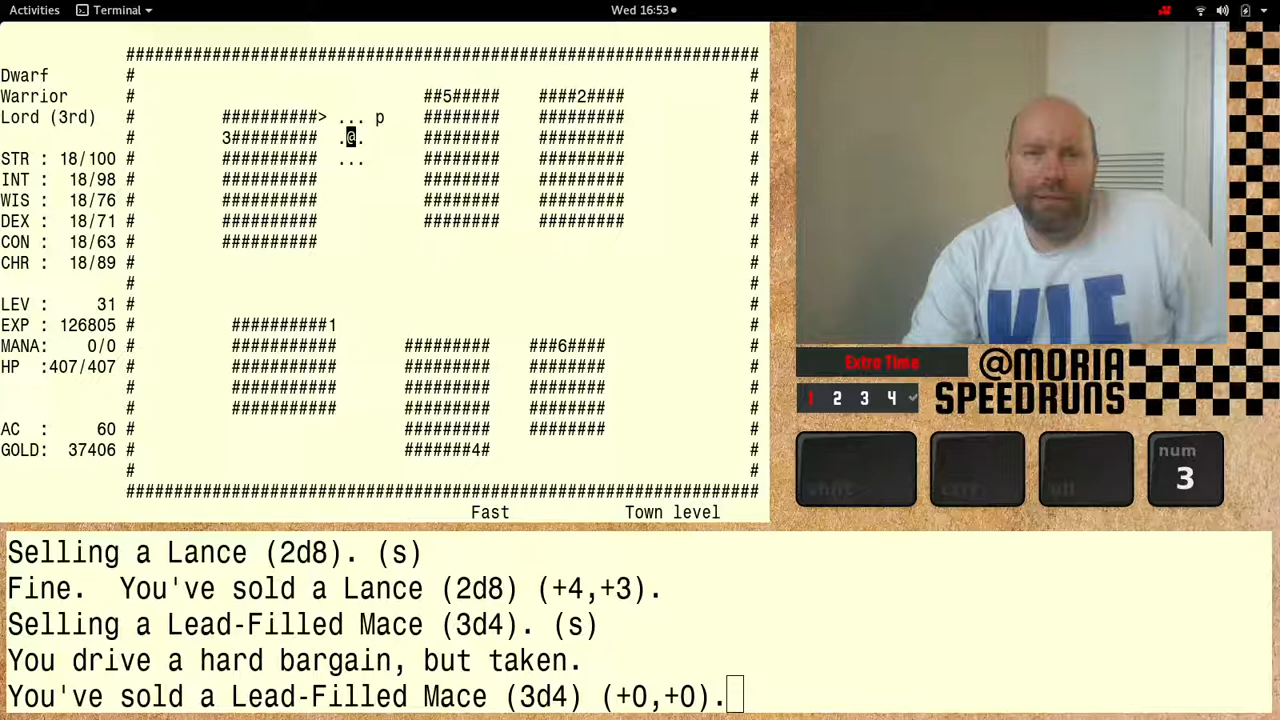 Activities Terminal Wed 16:53
###################################################################
Dwarf # #
Warrior # ##5##### ####2#### #
Lord (3rd) # ##########> ... p ######## ######### #
# 3######### .@. ######## ######### #
STR : 18/100 # ########## ... ######## ######### #
INT : 18/98 # ########## ######## ######### #
WIS : 18/76 # ########## ######## ######### #
DEX : 18/71 # ########## ######## ######### #
CON : 18/63 # ########## #
CHR : 18/89 # #
# #
LEV : 31 # #
EXP : 126805 # ##########1 #
MANA: 0/0 # ########### ######### ###6#### #
HP :407/407 # ########### ######### ######## #
# ########### ######### ######## #
# ########### ######### ######## #
AC : 60 # ######### ######## #
GOLD: 37406 # #######4# #
# #
###################################################################
Fast Town level
VIE
Extra Time
1 2 3 4
@MORIA
SPEEDRUNS
shift ctrl alt num
3
Selling a Lance (2d8). (s)
Fine. You've sold a Lance (2d8) (+4,+3).
Selling a Lead-Filled Mace (3d4). (s)
You drive a hard bargain, but taken.
You've sold a Lead-Filled Mace (3d4) (+0,+0).